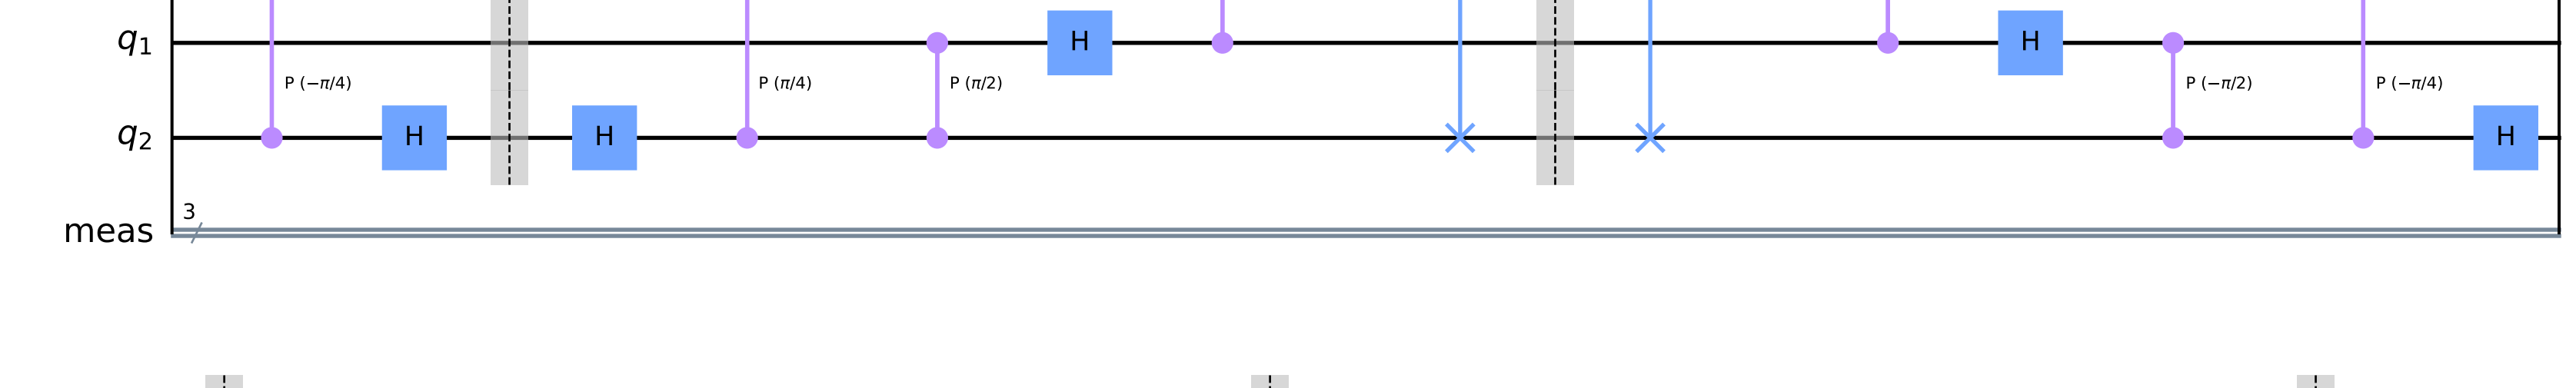 q1 H
P (−π/4) P (π/4) P (π/2) H P (−π/2) P (−π/4)
q2 H H H
3
meas